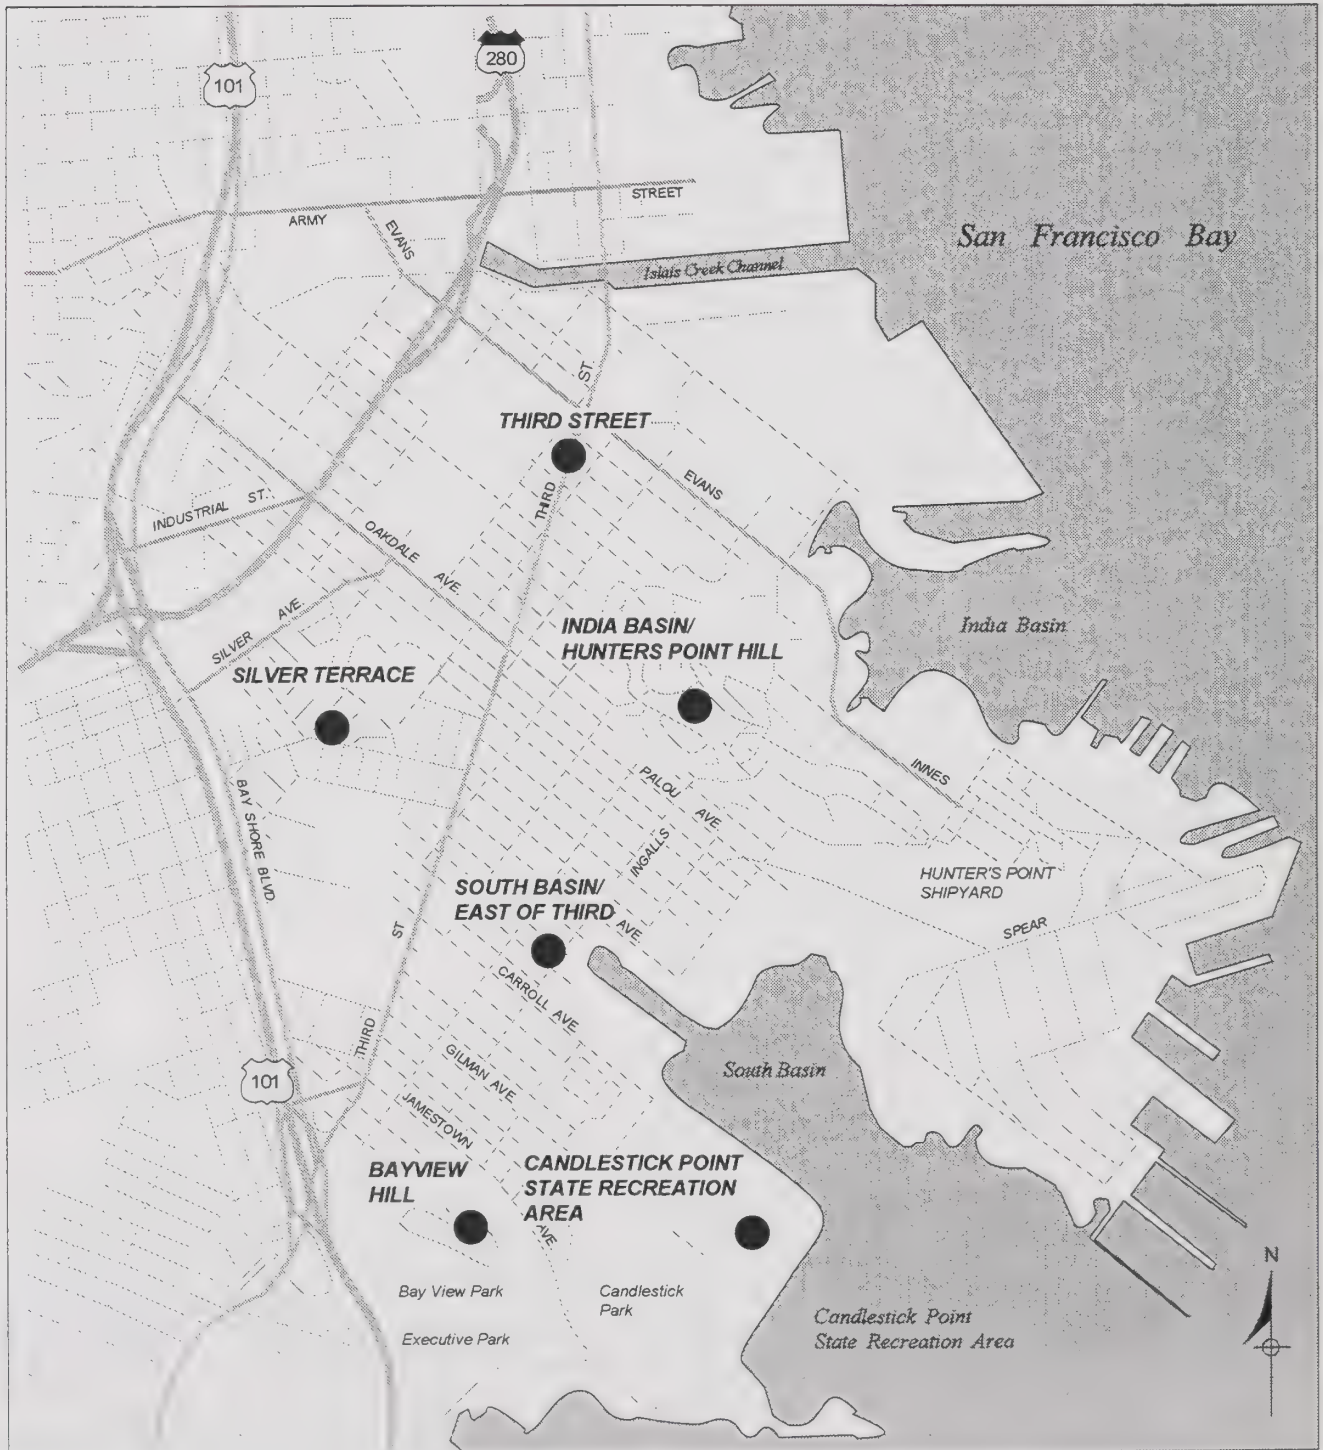 101
280
ARMY
STREET
EVANS
San Francisco Bay
Islais Creek Channel
ST
THIRD STREET
EVANS
THIRD
INDUSTRIAL ST.
OAKDALE AVE
SILVER AVE.
INDIA BASIN/
HUNTERS POINT HILL
India Basin
SILVER TERRACE
PALOU AVE
INNES
BAY SHORE BLVD
INGALLS
AVE
HUNTER'S POINT
SHIPYARD
SOUTH BASIN/
EAST OF THIRD
SPEAR
ST
CARROLL AVE
THIRD
GILMAN AVE
South Basin
101
JAMESTOWN
AVE
BAYVIEW
HILL
CANDLESTICK POINT
STATE RECREATION
AREA
Bay View Park
Candlestick
Park
Executive Park
Candlestick Point
State Recreation Area
N